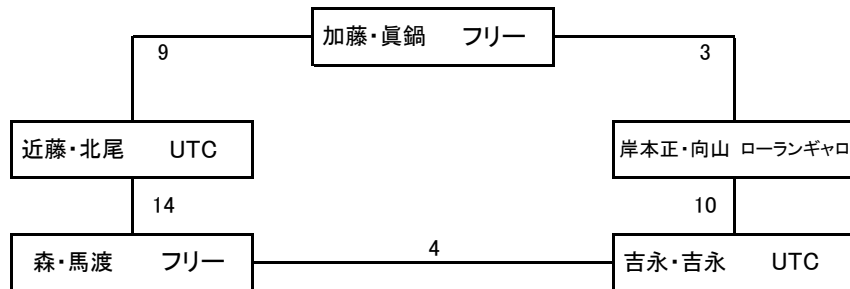 加藤・眞鍋 フリー
9
3
近藤・北尾 UTC
岸本正・向山 ローランギャロ
14
10
森・馬渡 フリー
4
吉永・吉永 UTC